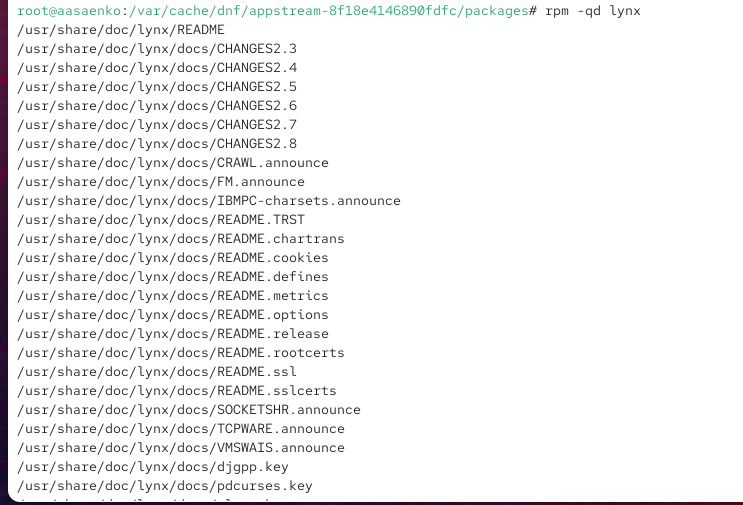 root@aasaenko:/var/cache/dnf/appstream-8f18e4146890fdfc/packages# rpm -qd lynx
/usr/share/doc/lynx/README
/usr/share/doc/lynx/docs/CHANGES2.3
/usr/share/doc/lynx/docs/CHANGES2.4
/usr/share/doc/lynx/docs/CHANGES2.5
/usr/share/doc/lynx/docs/CHANGES2.6
/usr/share/doc/lynx/docs/CHANGES2.7
/usr/share/doc/lynx/docs/CHANGES2.8
/usr/share/doc/lynx/docs/CRAWL.announce
/usr/share/doc/lynx/docs/FM.announce
/usr/share/doc/lynx/docs/IBMPC-charsets.announce
/usr/share/doc/lynx/docs/README.TRST
/usr/share/doc/lynx/docs/README.chartrans
/usr/share/doc/lynx/docs/README.cookies
/usr/share/doc/lynx/docs/README.defines
/usr/share/doc/lynx/docs/README.metrics
/usr/share/doc/lynx/docs/README.options
/usr/share/doc/lynx/docs/README.release
/usr/share/doc/lynx/docs/README.rootcerts
/usr/share/doc/lynx/docs/README.ssl
/usr/share/doc/lynx/docs/README.sslcerts
/usr/share/doc/lynx/docs/SOCKETSHR.announce
/usr/share/doc/lynx/docs/TCPWARE.announce
/usr/share/doc/lynx/docs/VMSWAIS.announce
/usr/share/doc/lynx/docs/djgpp.key
/usr/share/doc/lynx/docs/pdcurses.key